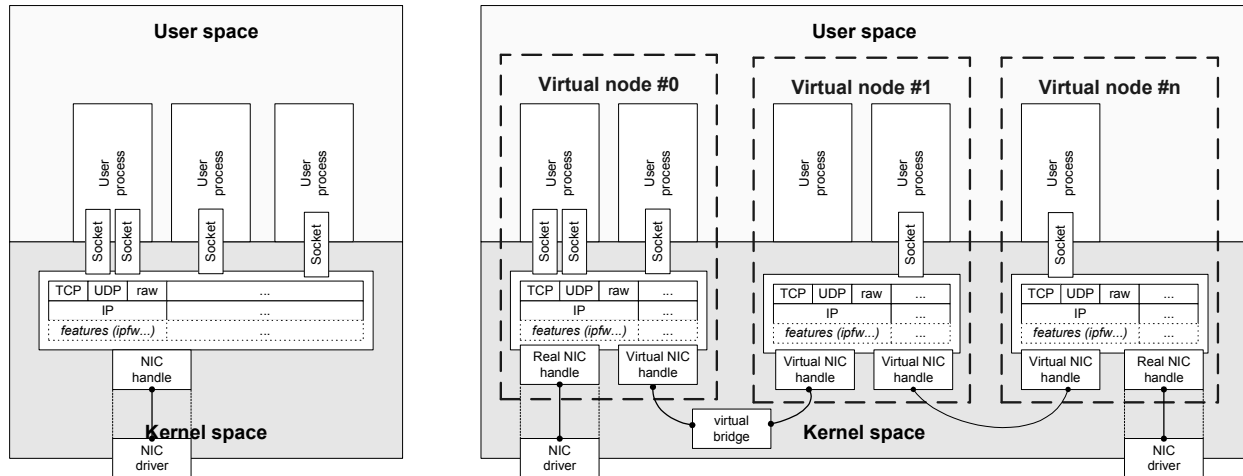 User space
User
process
User
process
User
process
Socket
Socket
Socket
Socket
TCP UDP raw ...
IP ...
features (ipfw...) ...
NIC
handle
Kernel space
NIC
driver
User space
Virtual node #0
Virtual node #1
Virtual node #n
User
process
User
process
User
process
User
process
User
process
Socket
Socket
Socket
Socket
Socket
TCP UDP raw ...
IP ...
features (ipfw...) ...
TCP UDP raw ...
IP ...
features (ipfw...) ...
TCP UDP raw ...
IP ...
features (ipfw...) ...
Real NIC
handle
Virtual NIC
handle
Virtual NIC
handle
Virtual NIC
handle
Virtual NIC
handle
Real NIC
handle
virtual
bridge
Kernel space
NIC
driver
NIC
driver